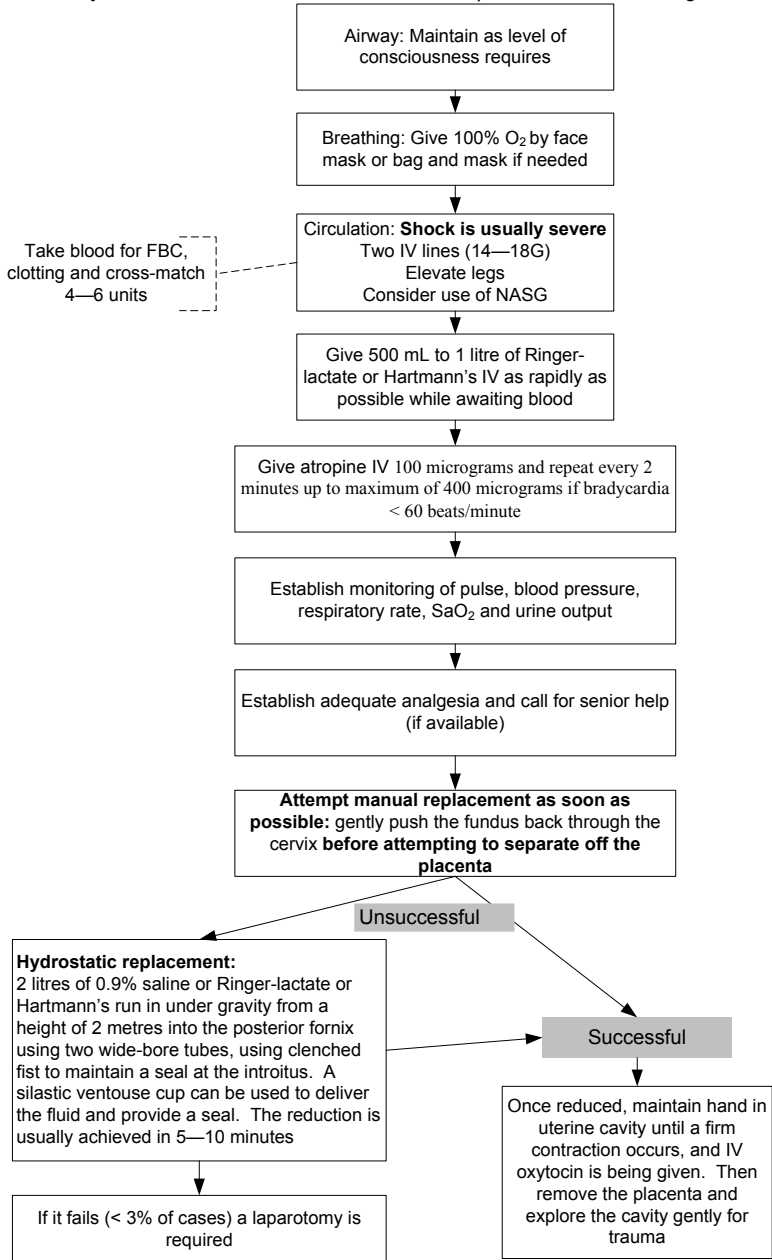 Airway: Maintain as level of
consciousness requires
Breathing: Give 100% O₂ by face
mask or bag and mask if needed
Circulation: Shock is usually severe
Two IV lines (14—18G)
Elevate legs
Consider use of NASG
Take blood for FBC,
clotting and cross-match
4—6 units
Give 500 mL to 1 litre of Ringer-
lactate or Hartmann's IV as rapidly as
possible while awaiting blood
Give atropine IV 100 micrograms and repeat every 2
minutes up to maximum of 400 micrograms if bradycardia
< 60 beats/minute
Establish monitoring of pulse, blood pressure,
respiratory rate, SaO₂ and urine output
Establish adequate analgesia and call for senior help
(if available)
Attempt manual replacement as soon as
possible: gently push the fundus back through the
cervix before attempting to separate off the
placenta
Unsuccessful
Hydrostatic replacement:
2 litres of 0.9% saline or Ringer-lactate or
Hartmann's run in under gravity from a
height of 2 metres into the posterior fornix
using two wide-bore tubes, using clenched
fist to maintain a seal at the introitus. A
silastic ventouse cup can be used to deliver
the fluid and provide a seal. The reduction is
usually achieved in 5—10 minutes
If it fails (< 3% of cases) a laparotomy is
required
Successful
Once reduced, maintain hand in
uterine cavity until a firm
contraction occurs, and IV
oxytocin is being given. Then
remove the placenta and
explore the cavity gently for
trauma